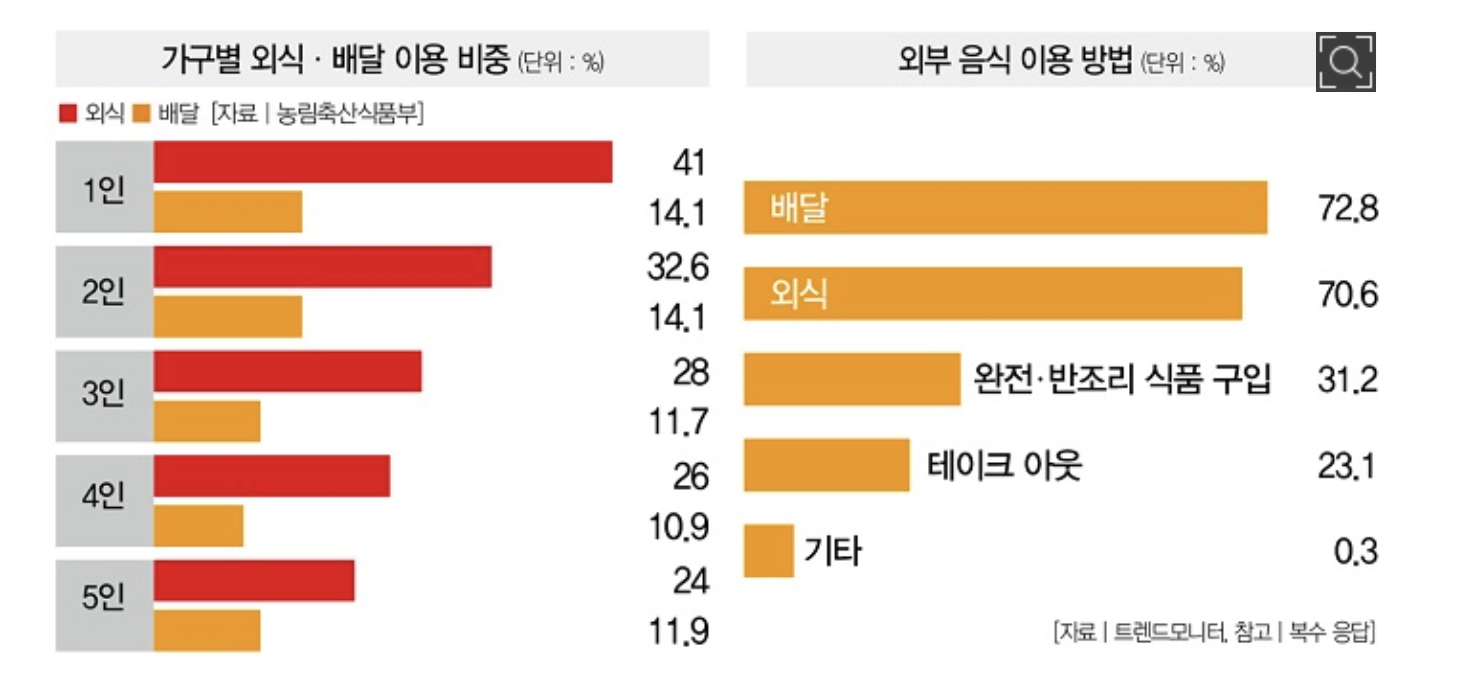 가구별 외식 · 배달 이용 비중 (단위 : %)
외식 배달 [자료 | 농림축산식품부]
1인
41
14.1
2인
32.6
14.1
3인
28
11.7
4인
26
10.9
5인
24
11.9
외부 음식 이용 방법 (단위 : %)
배달 72.8
외식 70.6
완전·반조리 식품 구입 31.2
테이크 아웃 23.1
기타 0.3
[자료 | 트렌드모니터, 참고 | 복수 응답]